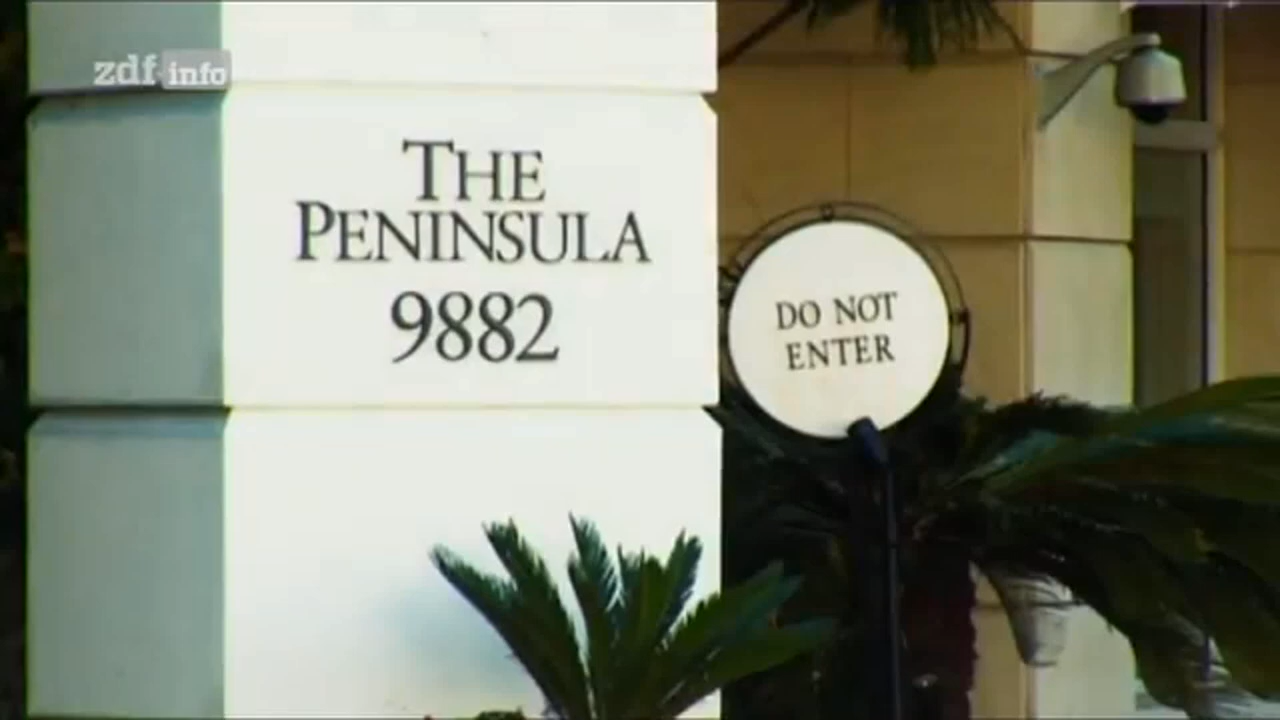 zdf info
THE
PENINSULA
9882
DO NOT
ENTER